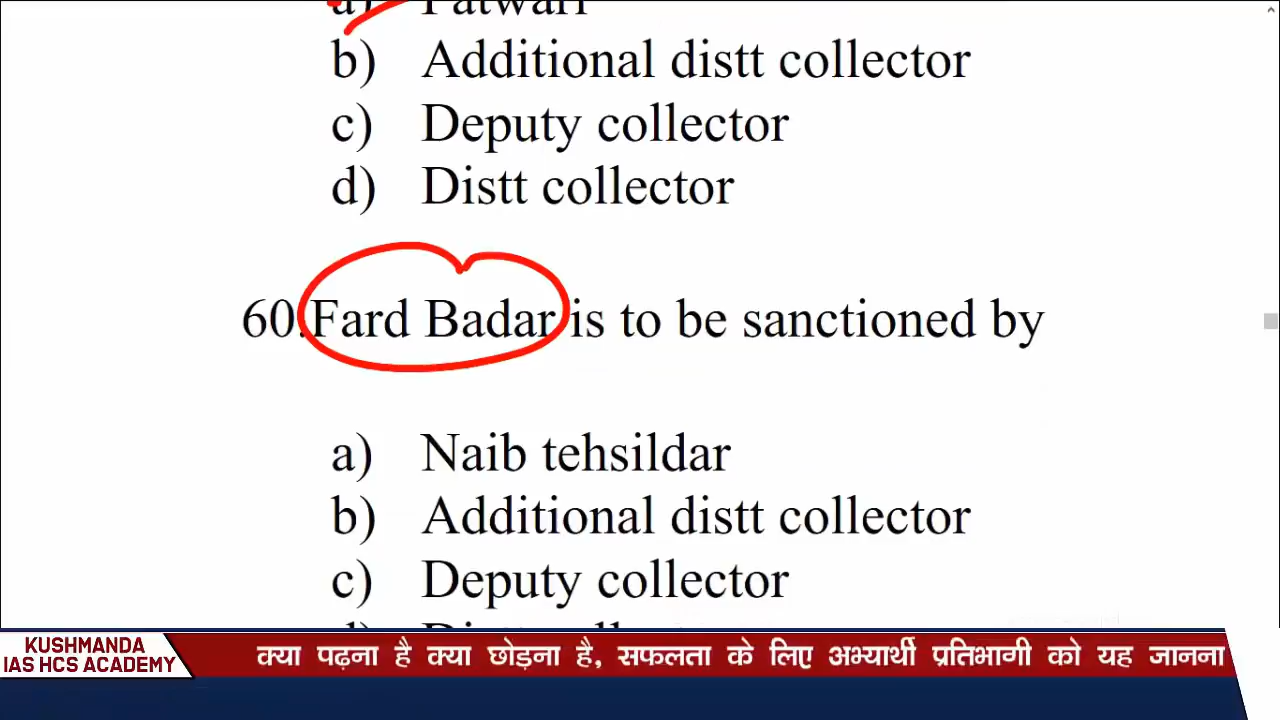 a) Patwari
b) Additional distt collector
c) Deputy collector
d) Distt collector
60.Fard Badar is to be sanctioned by
a) Naib tehsildar
b) Additional distt collector
c) Deputy collector
KUSHMANDA
IAS HCS ACADEMY
क्या पढ़ना है क्या छोड़ना है, सफलता के लिए अभ्यार्थी प्रतिभागी को यह जानना